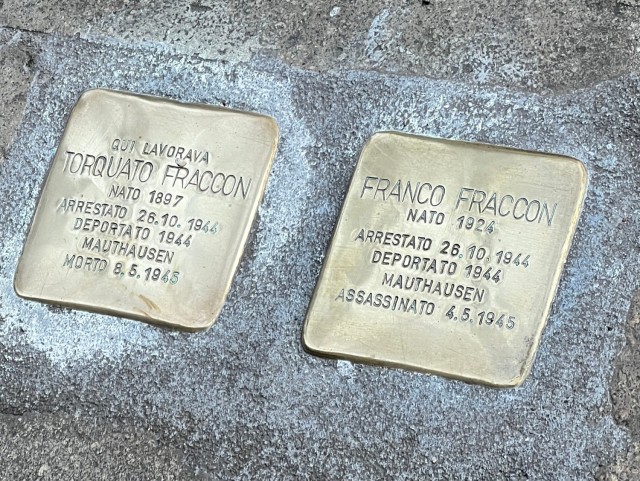 QUI LAVORAVA
TORQUATO FRACCON
NATO 1897
ARRESTATO 26.10.1944
DEPORTATO 1944
MAUTHAUSEN
MORTO 8.5.1945
FRANCO FRACCON
NATO 1924
ARRESTATO 26.10.1944
DEPORTATO 1944
MAUTHAUSEN
ASSASSINATO 4.5.1945